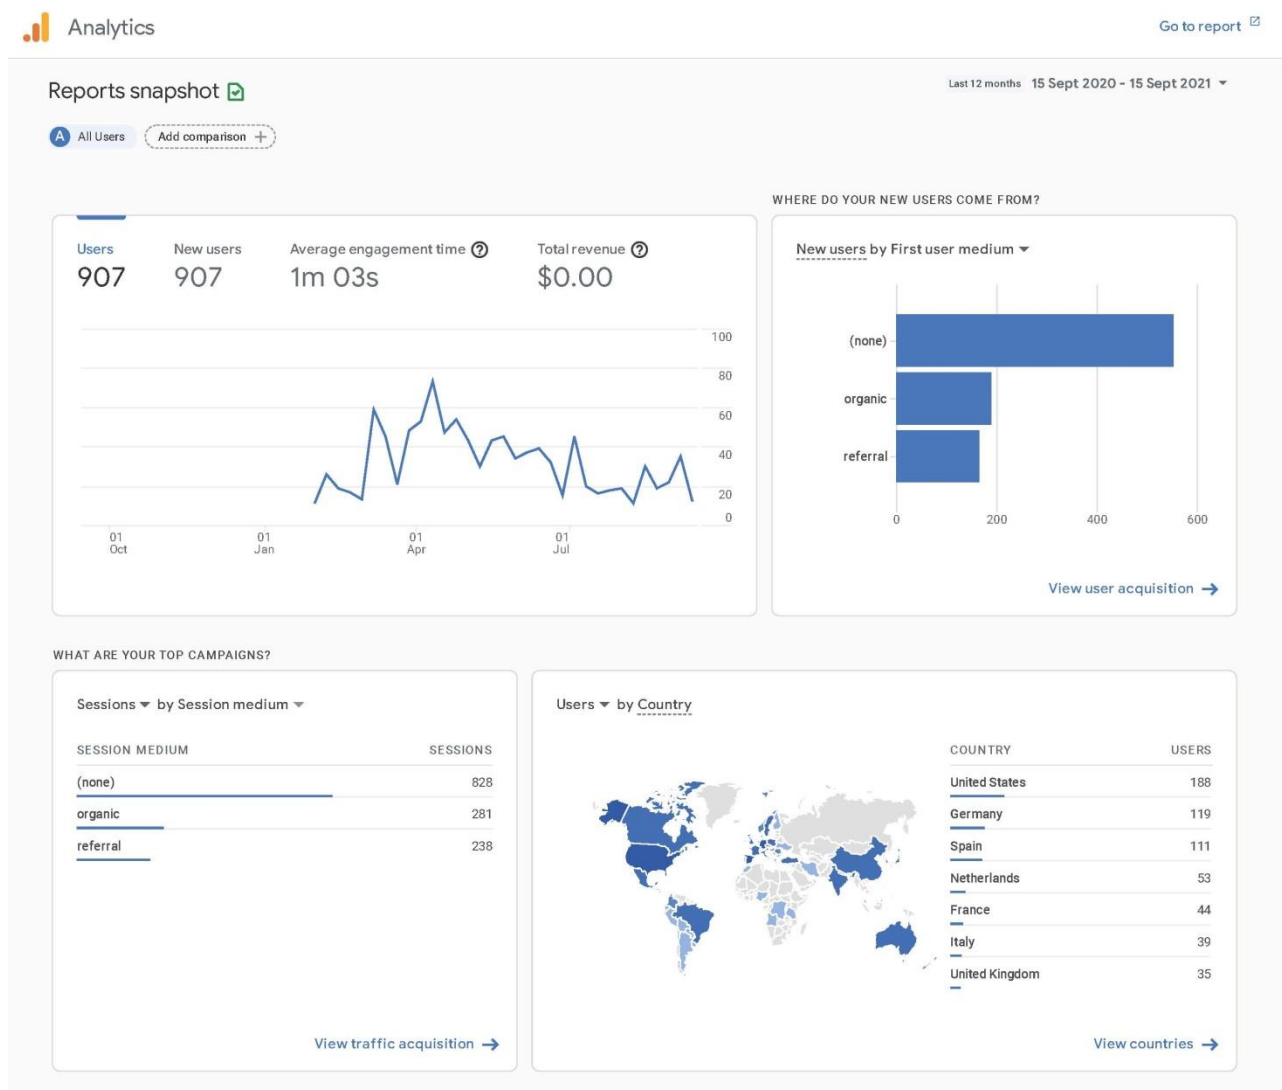 Analytics
Go to report
Reports snapshot
Last 12 months 15 Sept 2020 - 15 Sept 2021
A All Users
Add comparison +
WHERE DO YOUR NEW USERS COME FROM?
Users
907
New users
907
Average engagement time ?
1m 03s
Total revenue ?
$0.00
100
80
60
40
20
0
01
Oct
01
Jan
01
Apr
01
Jul
New users by First user medium
(none)
organic
referral
0 200 400 600
View user acquisition
WHAT ARE YOUR TOP CAMPAIGNS?
Sessions by Session medium
SESSION MEDIUM SESSIONS
(none) 828
organic 281
referral 238
View traffic acquisition
Users by Country
COUNTRY USERS
United States 188
Germany 119
Spain 111
Netherlands 53
France 44
Italy 39
United Kingdom 35
View countries